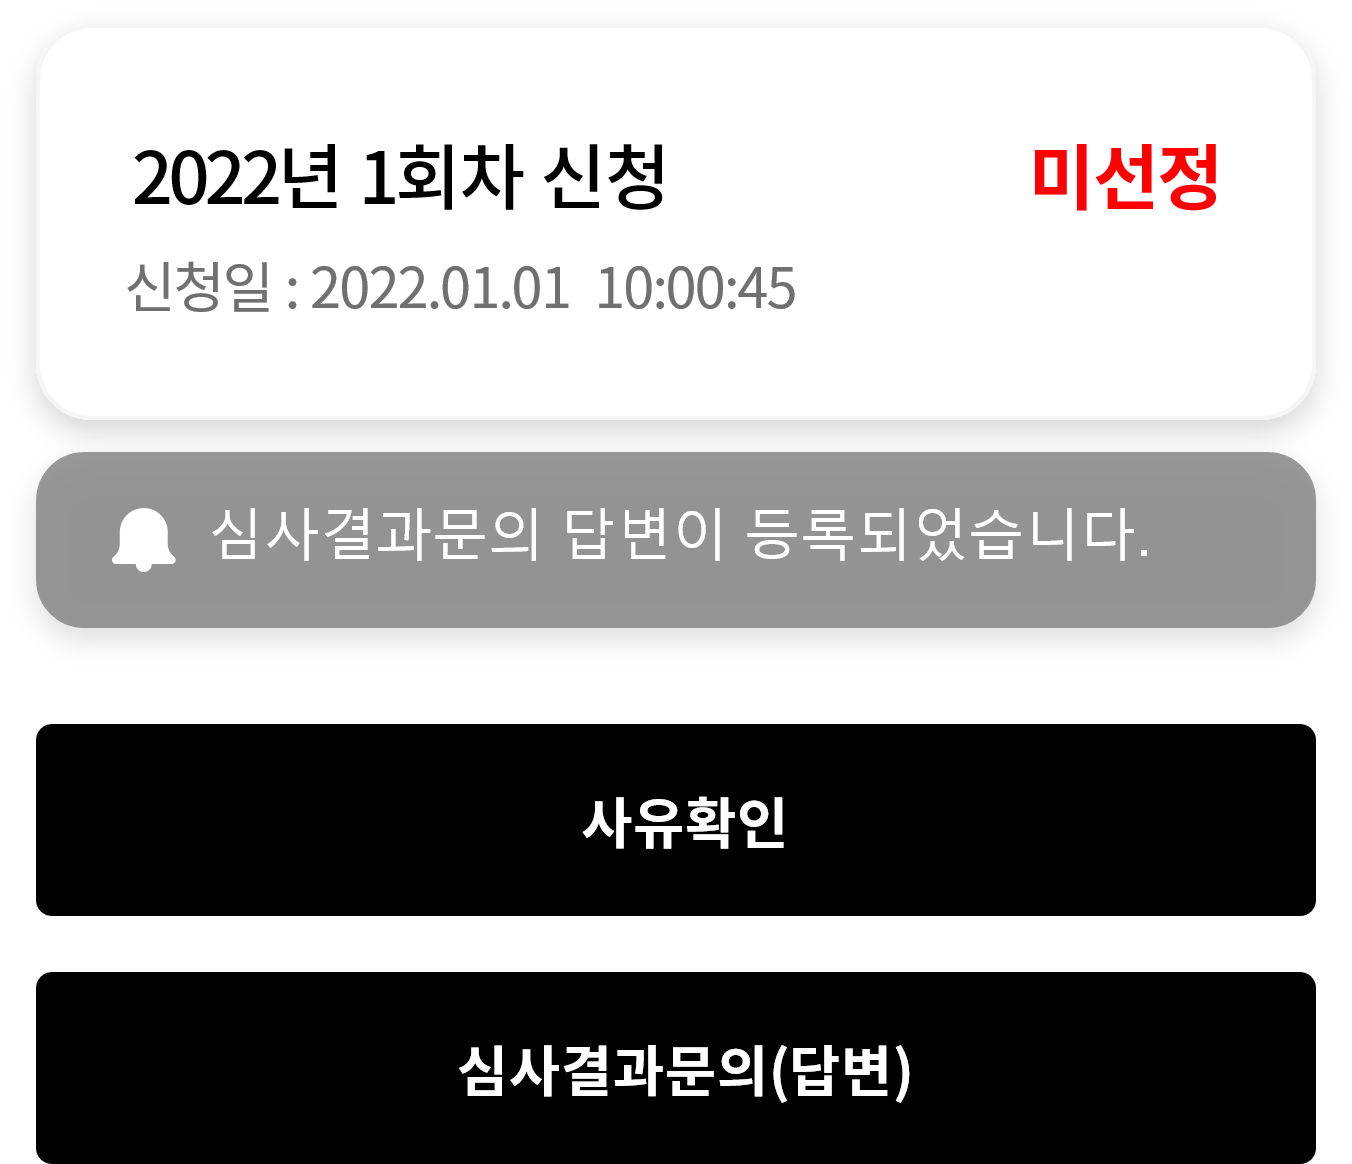 2022년 1회차 신청 미선정
신청일 : 2022.01.01 10:00:45
심사결과문의 답변이 등록되었습니다.
사유확인
심사결과문의(답변)